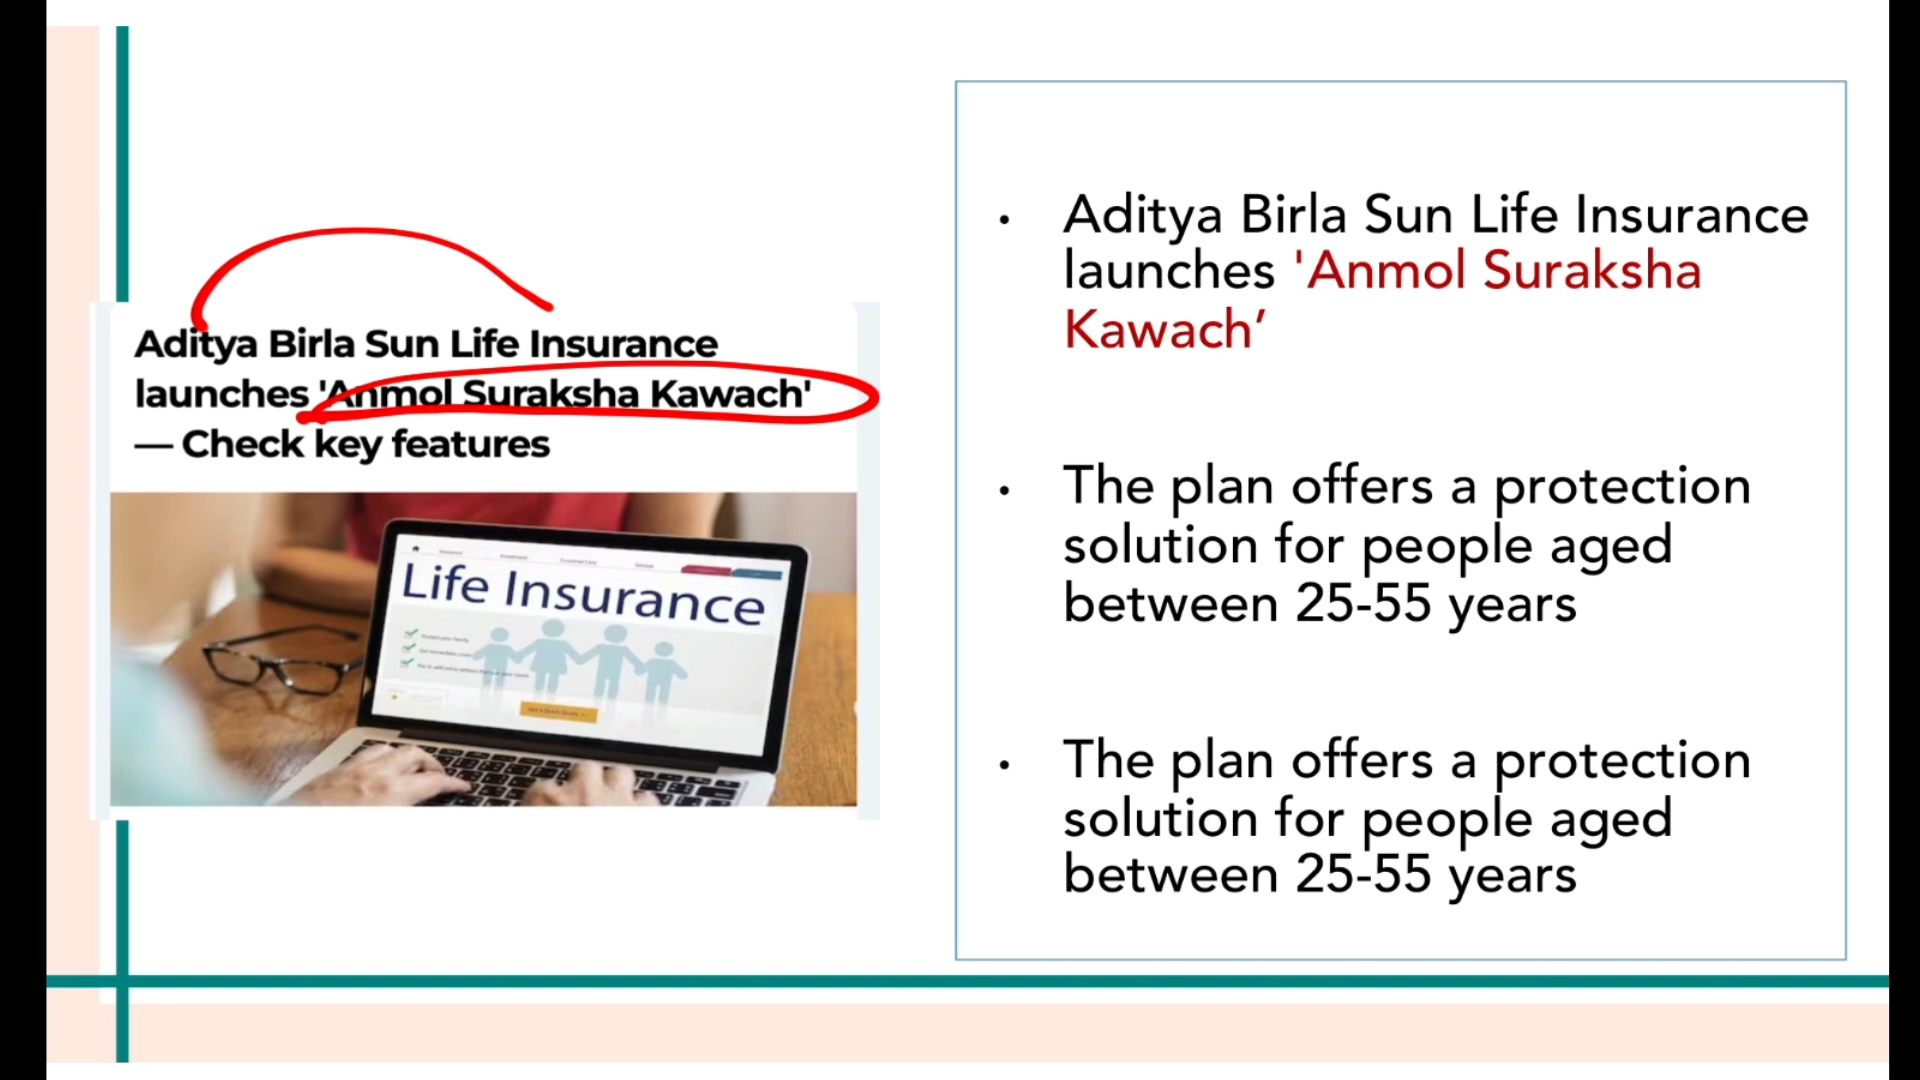 Aditya Birla Sun Life Insurance
launches 'Anmol Suraksha Kawach'
— Check key features
Life Insurance
• Aditya Birla Sun Life Insurance
launches 'Anmol Suraksha
Kawach’
• The plan offers a protection
solution for people aged
between 25-55 years
• The plan offers a protection
solution for people aged
between 25-55 years